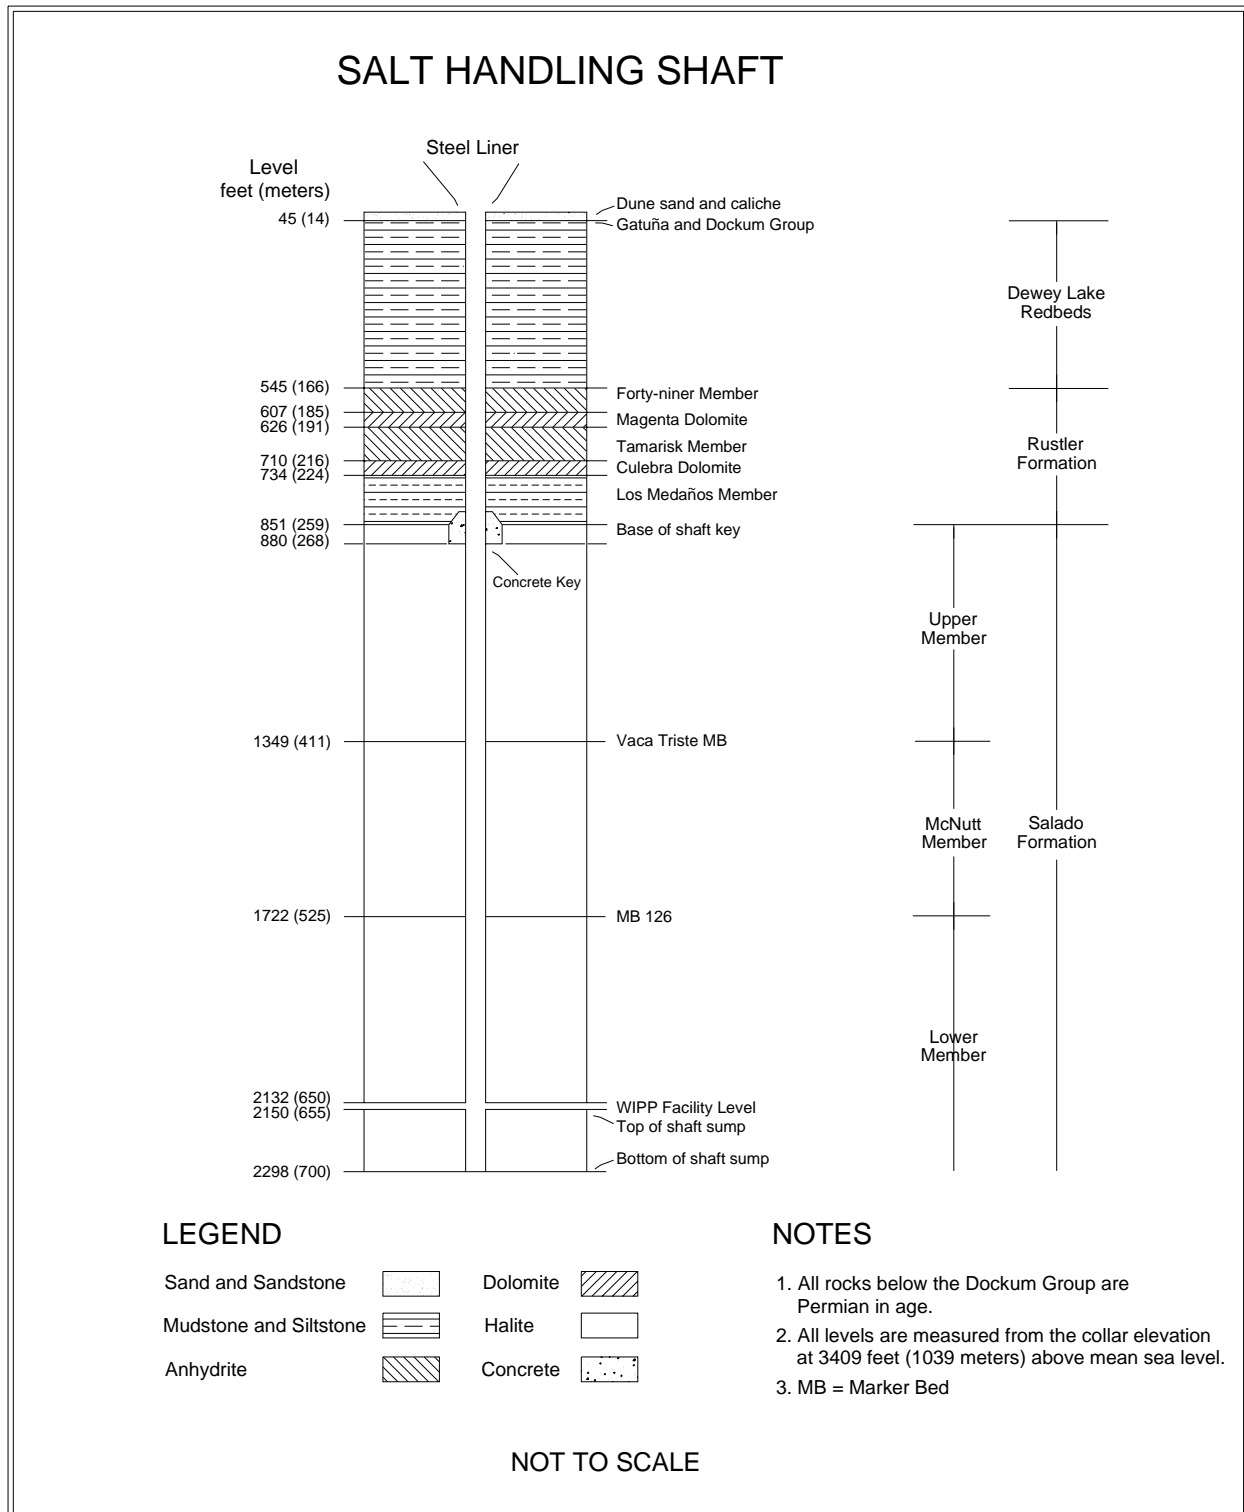 SALT HANDLING SHAFT
Steel Liner
Level
feet (meters)
Dune sand and caliche
45 (14)
Gatuña and Dockum Group
Dewey Lake
Redbeds
545 (166)
Forty-niner Member
607 (185)
Magenta Dolomite
626 (191)
Tamarisk Member
Rustler
Formation
710 (216)
Culebra Dolomite
734 (224)
Los Medaños Member
851 (259)
Base of shaft key
880 (268)
Concrete Key
Upper
Member
1349 (411)
Vaca Triste MB
McNutt
Member
Salado
Formation
1722 (525)
MB 126
Lower
Member
2132 (650)
WIPP Facility Level
2150 (655)
Top of shaft sump
Bottom of shaft sump
2298 (700)
LEGEND
Sand and Sandstone
Dolomite
Mudstone and Siltstone
Halite
Anhydrite
Concrete
NOTES
1. All rocks below the Dockum Group are
Permian in age.
2. All levels are measured from the collar elevation
at 3409 feet (1039 meters) above mean sea level.
3. MB = Marker Bed
NOT TO SCALE